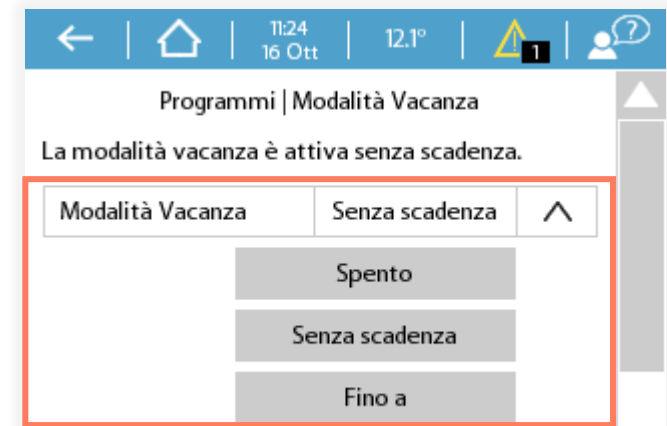 11:24
16 Ott
12.1°
1
?
Programmi | Modalità Vacanza
La modalità vacanza è attiva senza scadenza.
Modalità Vacanza Senza scadenza
Spento
Senza scadenza
Fino a